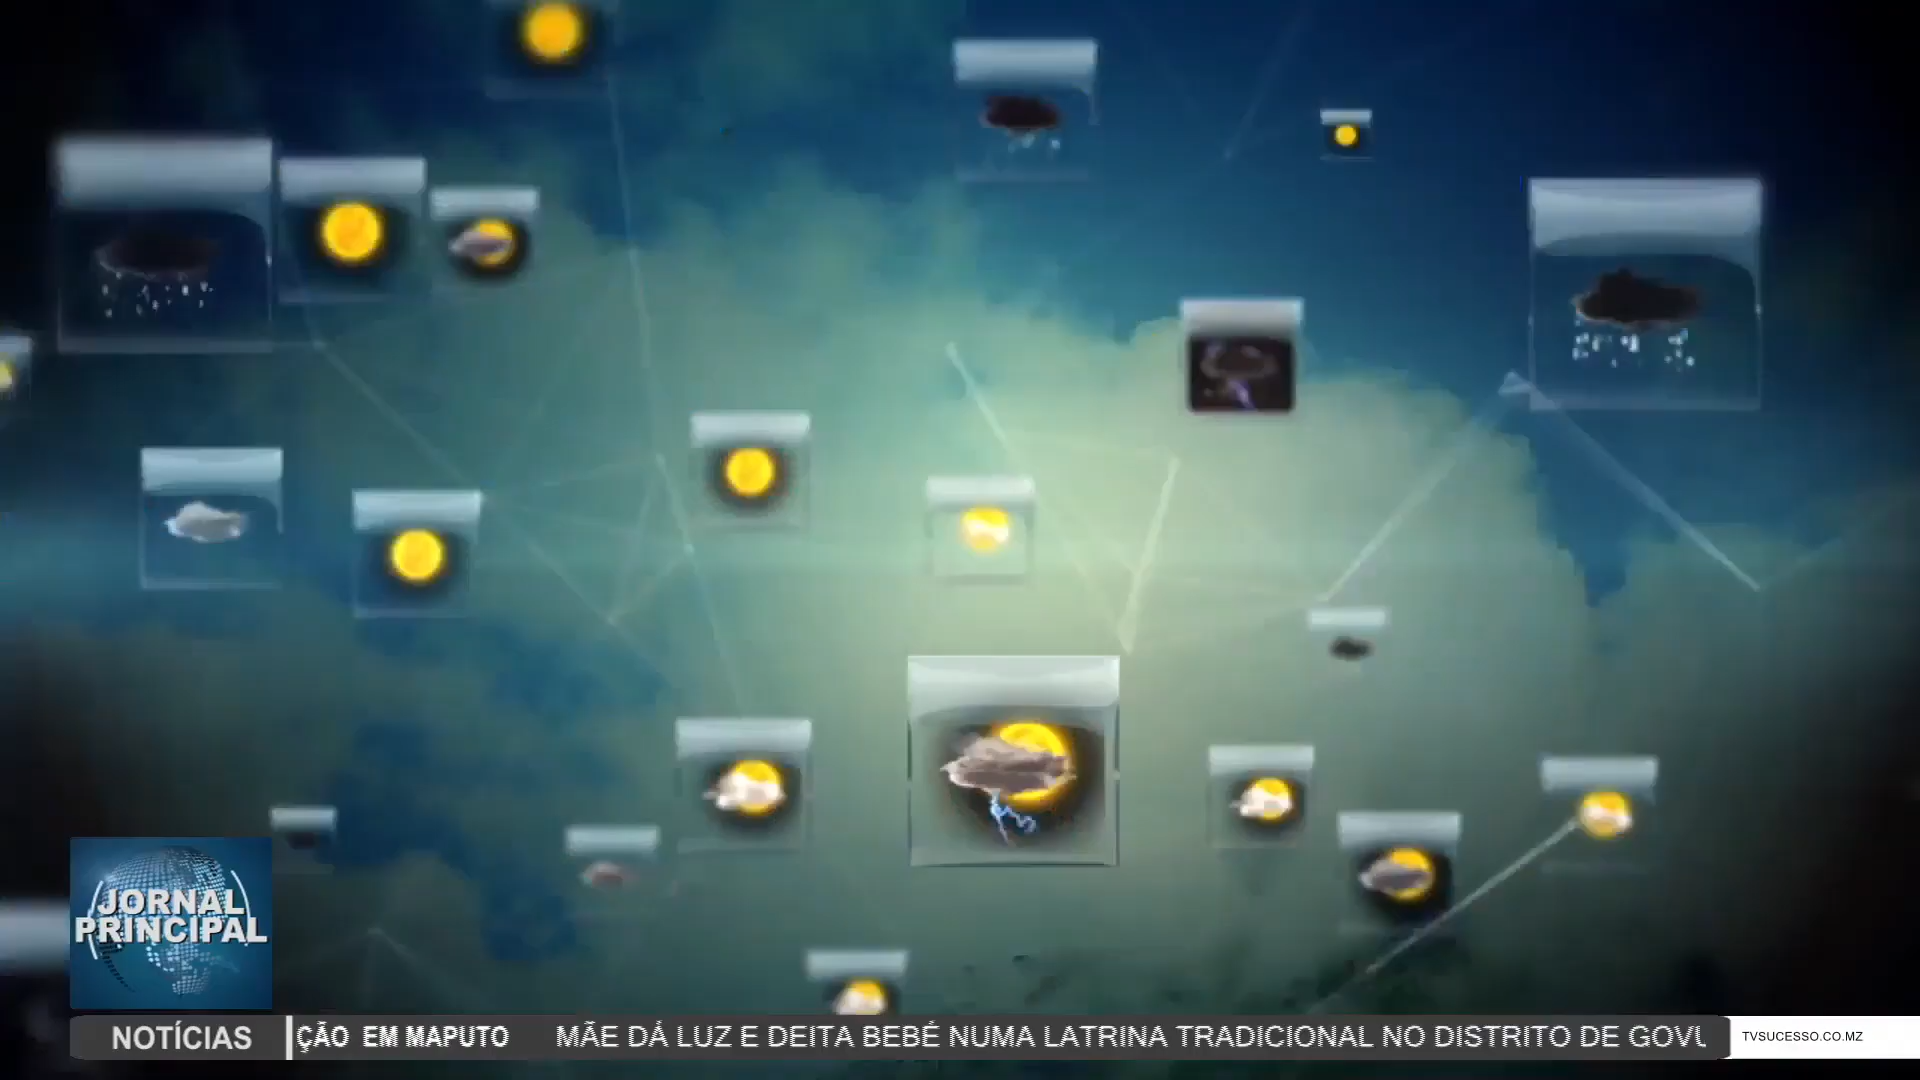 JORNAL
PRINCIPAL
NOTÍCIAS
ÇÃO EM MAPUTO MÃE DÁ LUZ E DEITA BEBÉ NUMA LATRINA TRADICIONAL NO DISTRITO DE GOVU
TVSUCESSO.CO.MZ